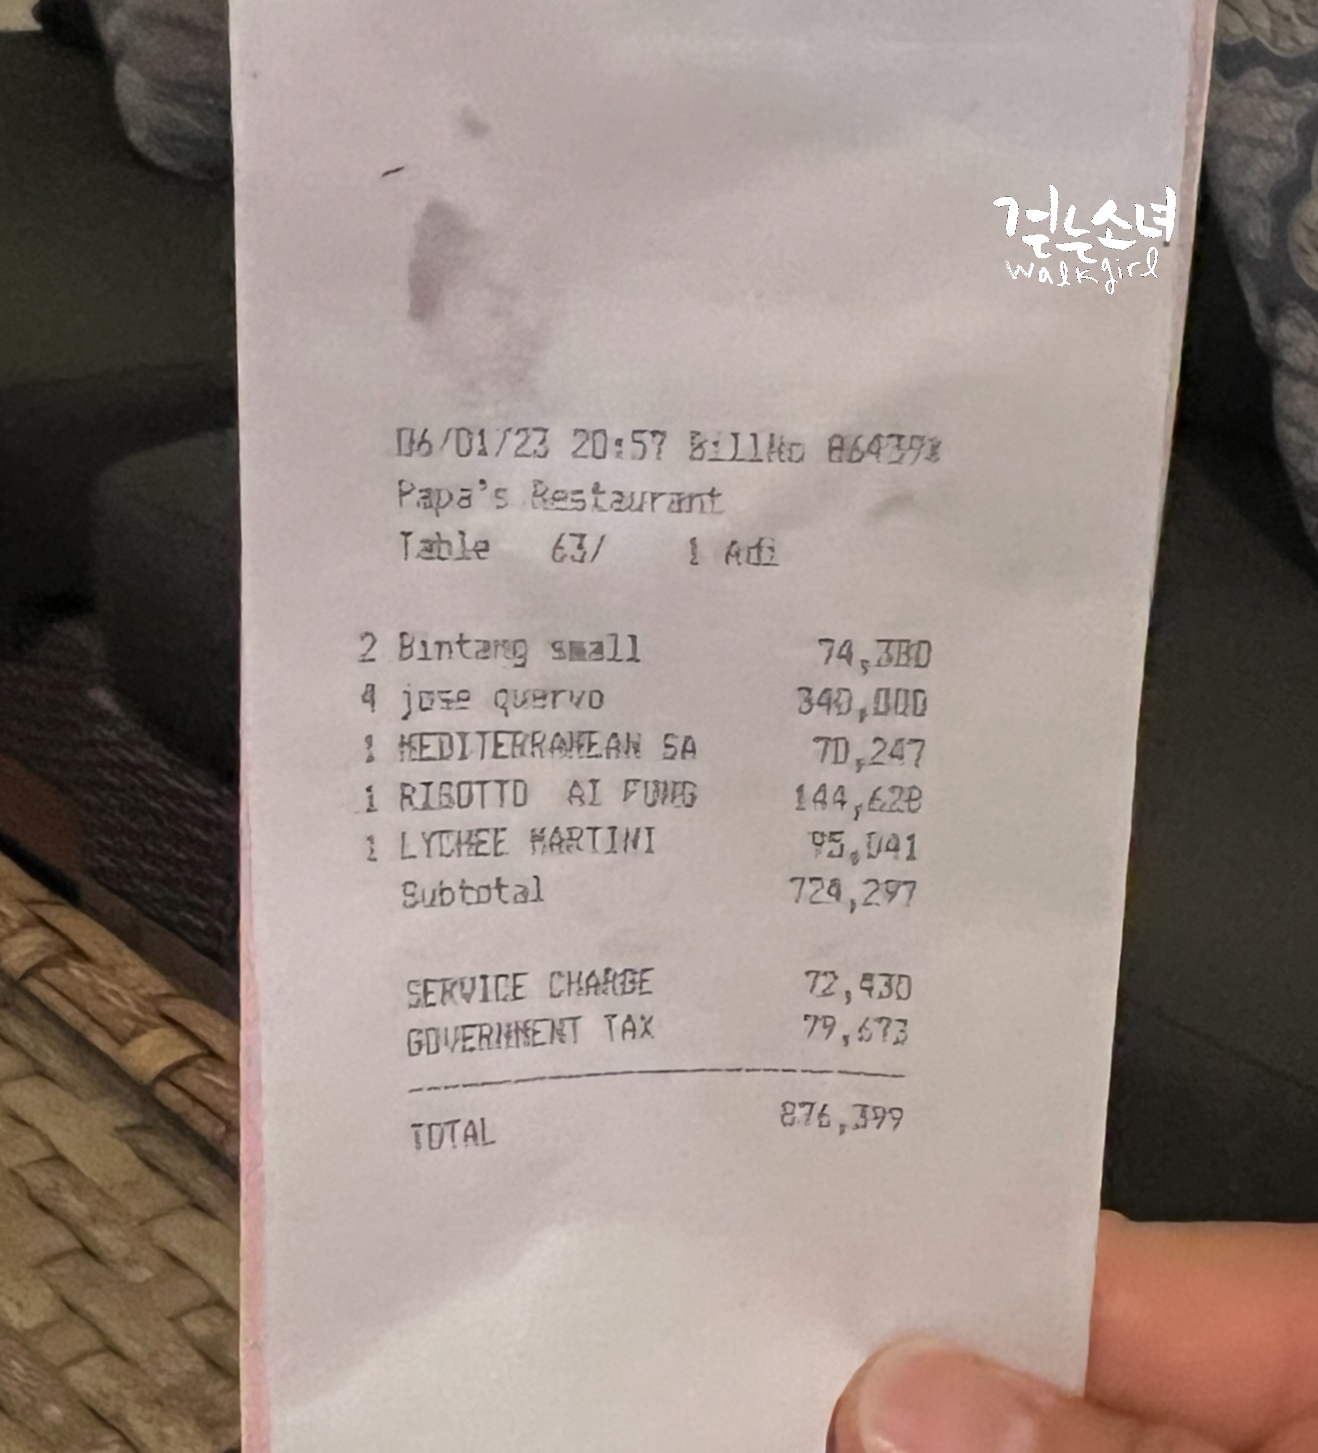 걷는소녀
walkgirl
06/01/23 20:57 BillNo
Papa's Restaurant
Table 63/ 1 Adi
2 Bintang small 74,380
4 jose quervo 340,000
1 MEDITERRANEAN SA 70,247
1 RISOTTO AI FUNG 144,628
1 LYCHEE MARTINI 95,041
Subtotal 724,297
SERVICE CHARGE 72,430
GOVERNMENT TAX 79,673
TOTAL 876,399